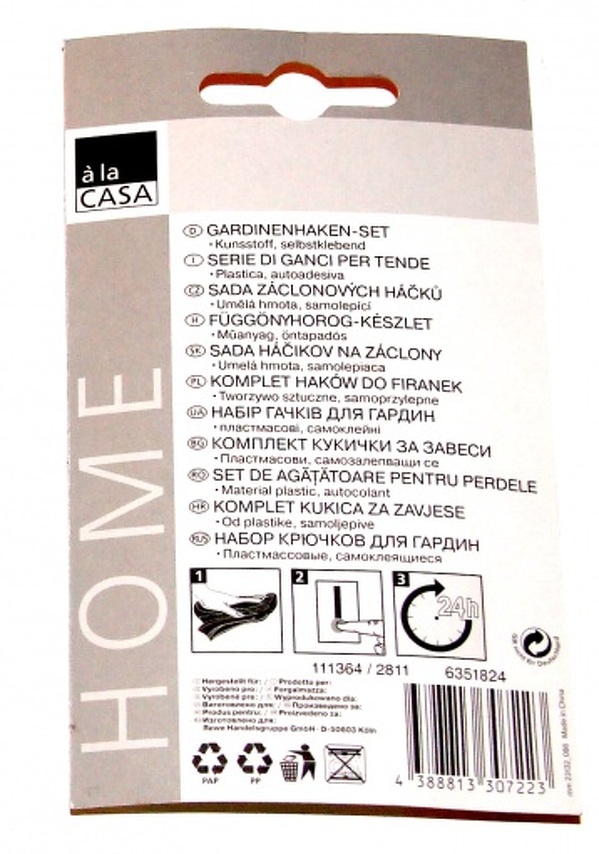 à la
CASA
HOME
D GARDINENHAKEN-SET
• Kunsstoff, selbstklebend
I SERIE DI GANCI PER TENDE
• Plastica, autoadesiva
CZ SADA ZÁCLONOVÝCH HÁČKŮ
• Umělá hmota, samolepící
H FÜGGÖNYHOROG-KÉSZLET
• Műanyag, öntapadós
SK SADA HÁČIKOV NA ZÁCLONY
• Umelá hmota, samolepiaca
PL KOMPLET HAKÓW DO FIRANEK
• Tworzywo sztuczne, samoprzylepne
UA НАБІР ГАЧКІВ ДЛЯ ГАРДИН
• пластмасові, самоклейні
BG КОМПЛЕКТ КУКИЧКИ ЗА ЗАВЕСИ
• Пластмасови, самозалепващи се
RO SET DE AGĂȚĂTOARE PENTRU PERDELE
• Material plastic, autocolant
HR KOMPLET KUKICA ZA ZAVJESE
• Od plastike, samoljepive
RUS НАБОР КРЮЧКОВ ДЛЯ ГАРДИН
• Пластмассовые, самоклеящиеся
1 2 3
24h
111364 / 2811 6351824
Hergestellt für: / Prodotto per:
Vyrobeno pro: / Forgalmazza:
Vyrobené pre: / Wyprodukowano dla:
Виготовлено для: / Произведено за:
Produs pentru: / Proizvedeno za:
Изготовлено для:
Rewe Handelsgruppe GmbH · D-50603 Köln
PAP PP
4 388813 307223
Made in China